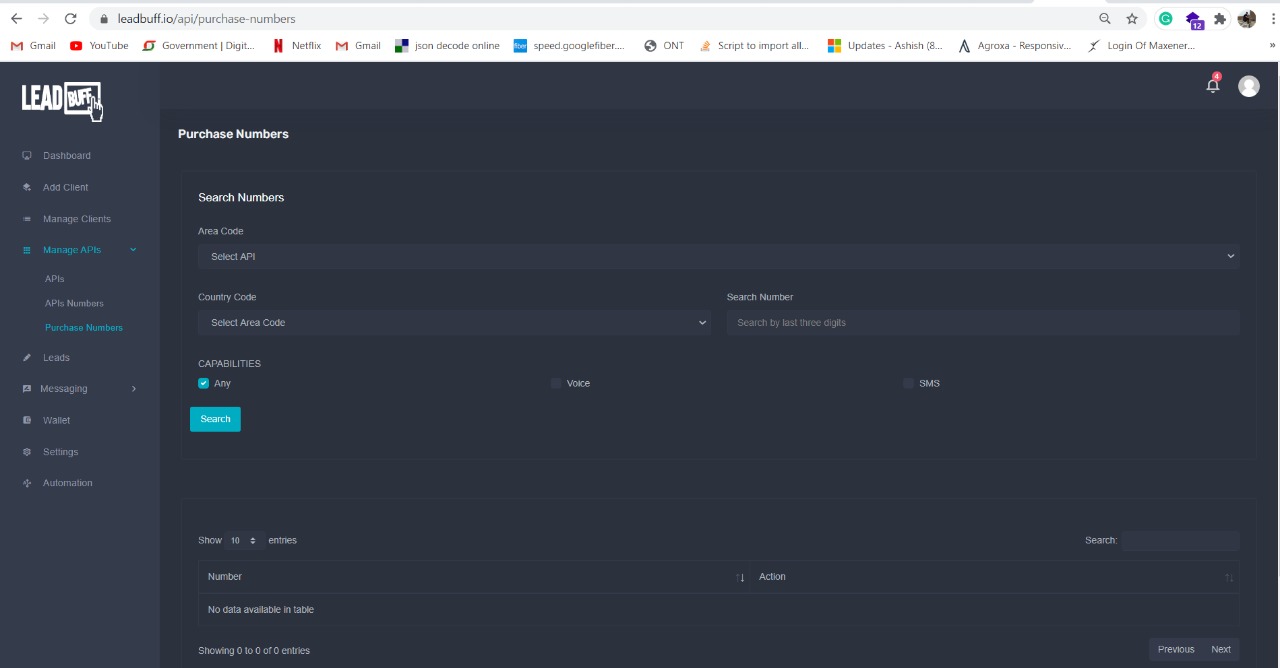 leadbuff.io/api/purchase-numbers
12
Gmail YouTube Government | Digit... Netflix Gmail json decode online fiber speed.googlefiber.... ONT Script to import all... Updates - Ashish (8... Agroxa - Responsiv... Login Of Maxener... »
LEAD BUFF
4
Purchase Numbers
Dashboard
Add Client
Manage Clients
Manage APIs
APIs
APIs Numbers
Purchase Numbers
Leads
Messaging
Wallet
Settings
Automation
Search Numbers
Area Code
Select API
Country Code Search Number
Select Area Code Search by last three digits
CAPABILITIES
Any Voice SMS
Search
Show 10 entries Search:
Number Action
No data available in table
Showing 0 to 0 of 0 entries Previous Next